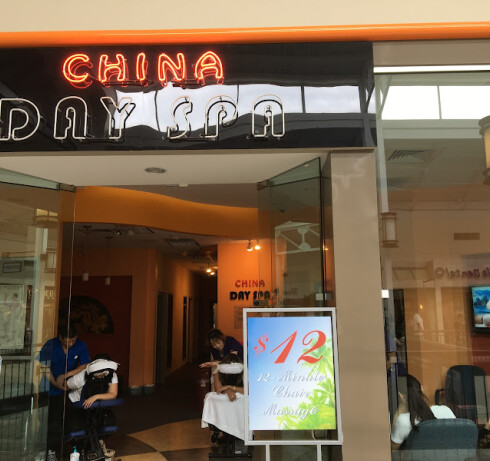 CHINA
DAY SPA
CHINA
DAY SPA
$12
12-Minute
Chair
Massage